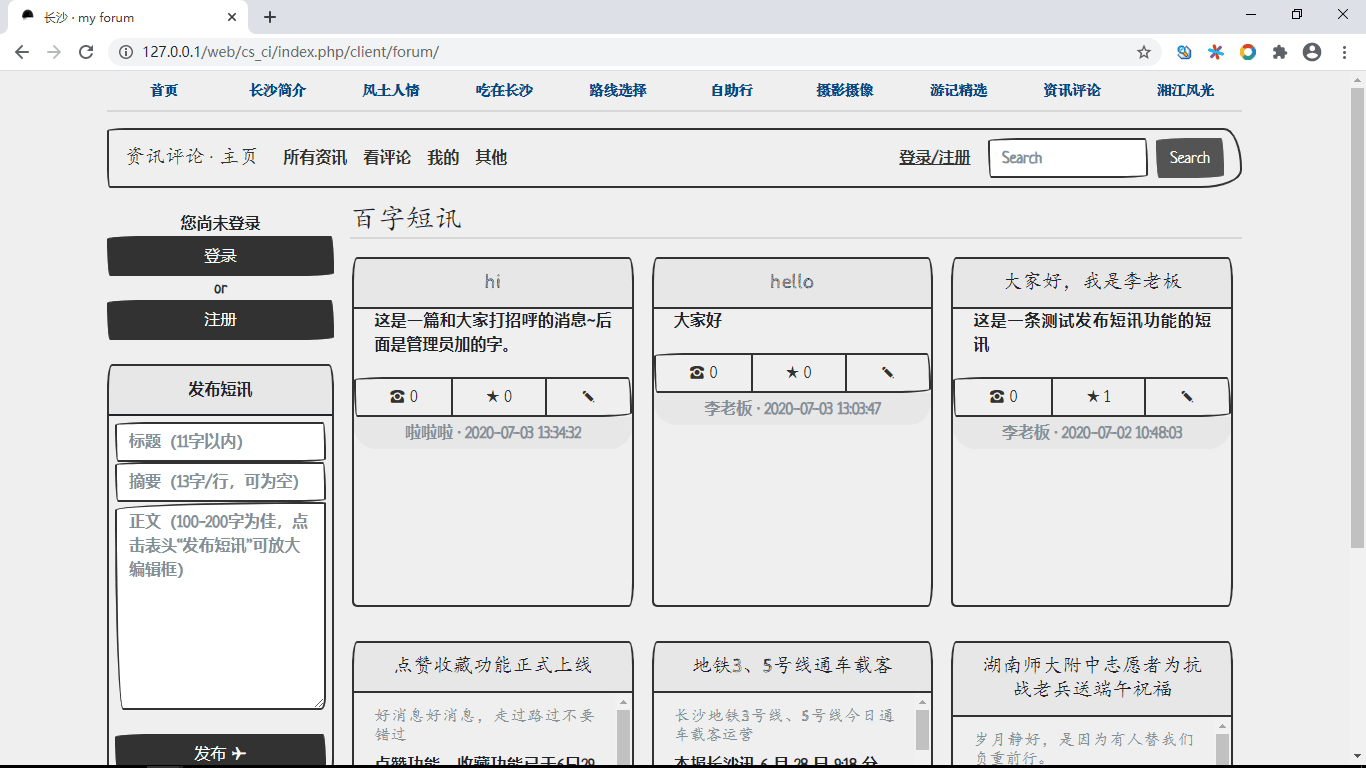 长沙 · my forum
127.0.0.1/web/cs_ci/index.php/client/forum/
首页 长沙简介 风土人情 吃在长沙 路线选择 自助行 摄影摄像 游记精选 资讯评论 湘江风光
资讯评论 · 主页 所有资讯 看评论 我的 其他 登录/注册 Search Search
您尚未登录
登录
or
注册
发布短讯
标题（11字以内）
摘要（13字/行，可为空）
正文（100-200字为佳，点
击表头“发布短讯”可放大
编辑框）
发布
百字短讯
hi
这是一篇和大家打招呼的消息~后
面是管理员加的字。
0 0
啦啦啦 · 2020-07-03 13:34:32
hello
大家好
0 0
李老板 · 2020-07-03 13:03:47
大家好，我是李老板
这是一条测试发布短讯功能的短
讯
0 1
李老板 · 2020-07-02 10:48:03
点赞收藏功能正式上线
好消息好消息，走过路过不要
错过
点赞功能、收藏功能已于6月29
地铁3、5号线通车载客
长沙地铁3号线、5号线今日通
车载客运营
本报长沙讯 6 月 28 日 9:18 分
湖南师大附中志愿者为抗
战老兵送端午祝福
岁月静好，是因为有人替我们
负重前行。